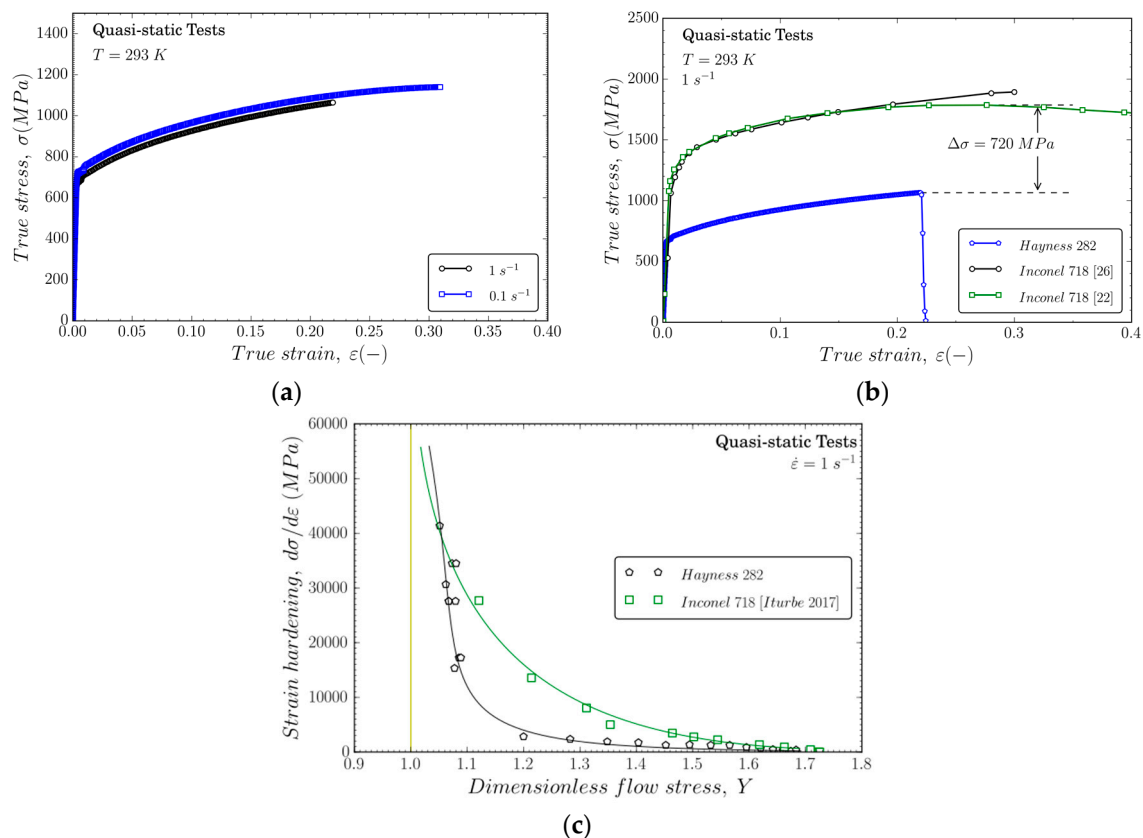 Quasi-static Tests
T = 293 K
1400
1200
1000
800
600
400
200
0
True stress, σ(MPa)
1 s⁻¹
0.1 s⁻¹
0.00 0.05 0.10 0.15 0.20 0.25 0.30 0.35 0.40
True strain, ε(−)
(a)
Quasi-static Tests
T = 293 K
1 s⁻¹
2500
2000
1500
1000
500
0
True stress, σ(MPa)
Δσ = 720 MPa
Hayness 282
Inconel 718 [26]
Inconel 718 [22]
0.0 0.1 0.2 0.3 0.4
True strain, ε(−)
(b)
60000
50000
40000
30000
20000
10000
0
Strain hardening, dσ/dε (MPa)
Quasi-static Tests
ε̇ = 1 s⁻¹
Hayness 282
Inconel 718 [Iturbe 2017]
0.9 1.0 1.1 1.2 1.3 1.4 1.5 1.6 1.7 1.8
Dimensionless flow stress, Y
(c)